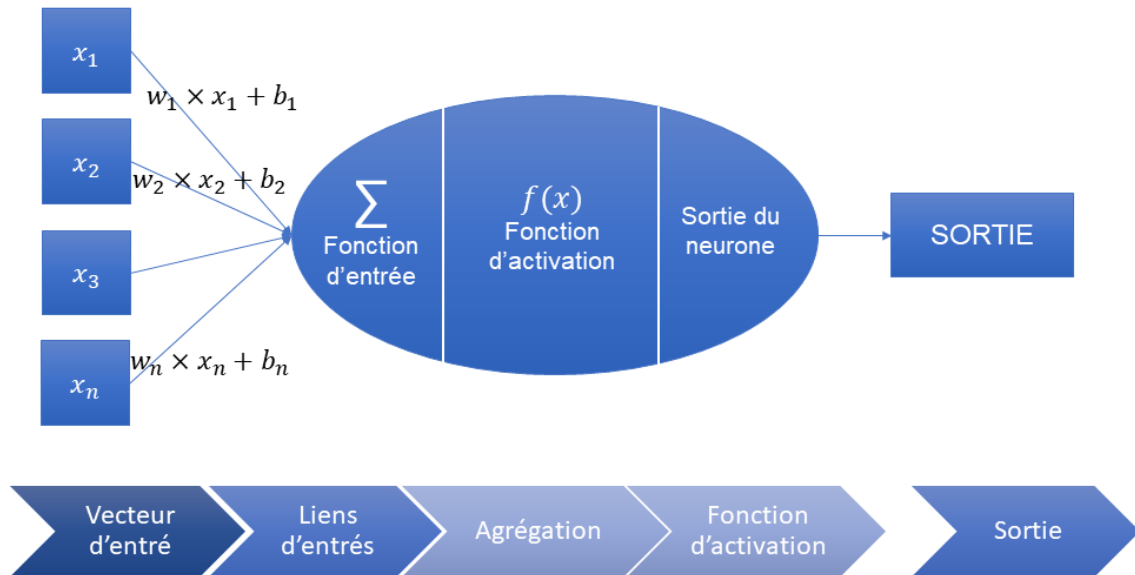 x₁
w₁ × x₁ + b₁
x₂
w₂ × x₂ + b₂
x₃
xₙ
wₙ × xₙ + bₙ
∑
Fonction
d'entrée
f(x)
Fonction
d'activation
Sortie du
neurone
SORTIE
Vecteur
d'entré
Liens
d'entrés
Agrégation
Fonction
d'activation
Sortie